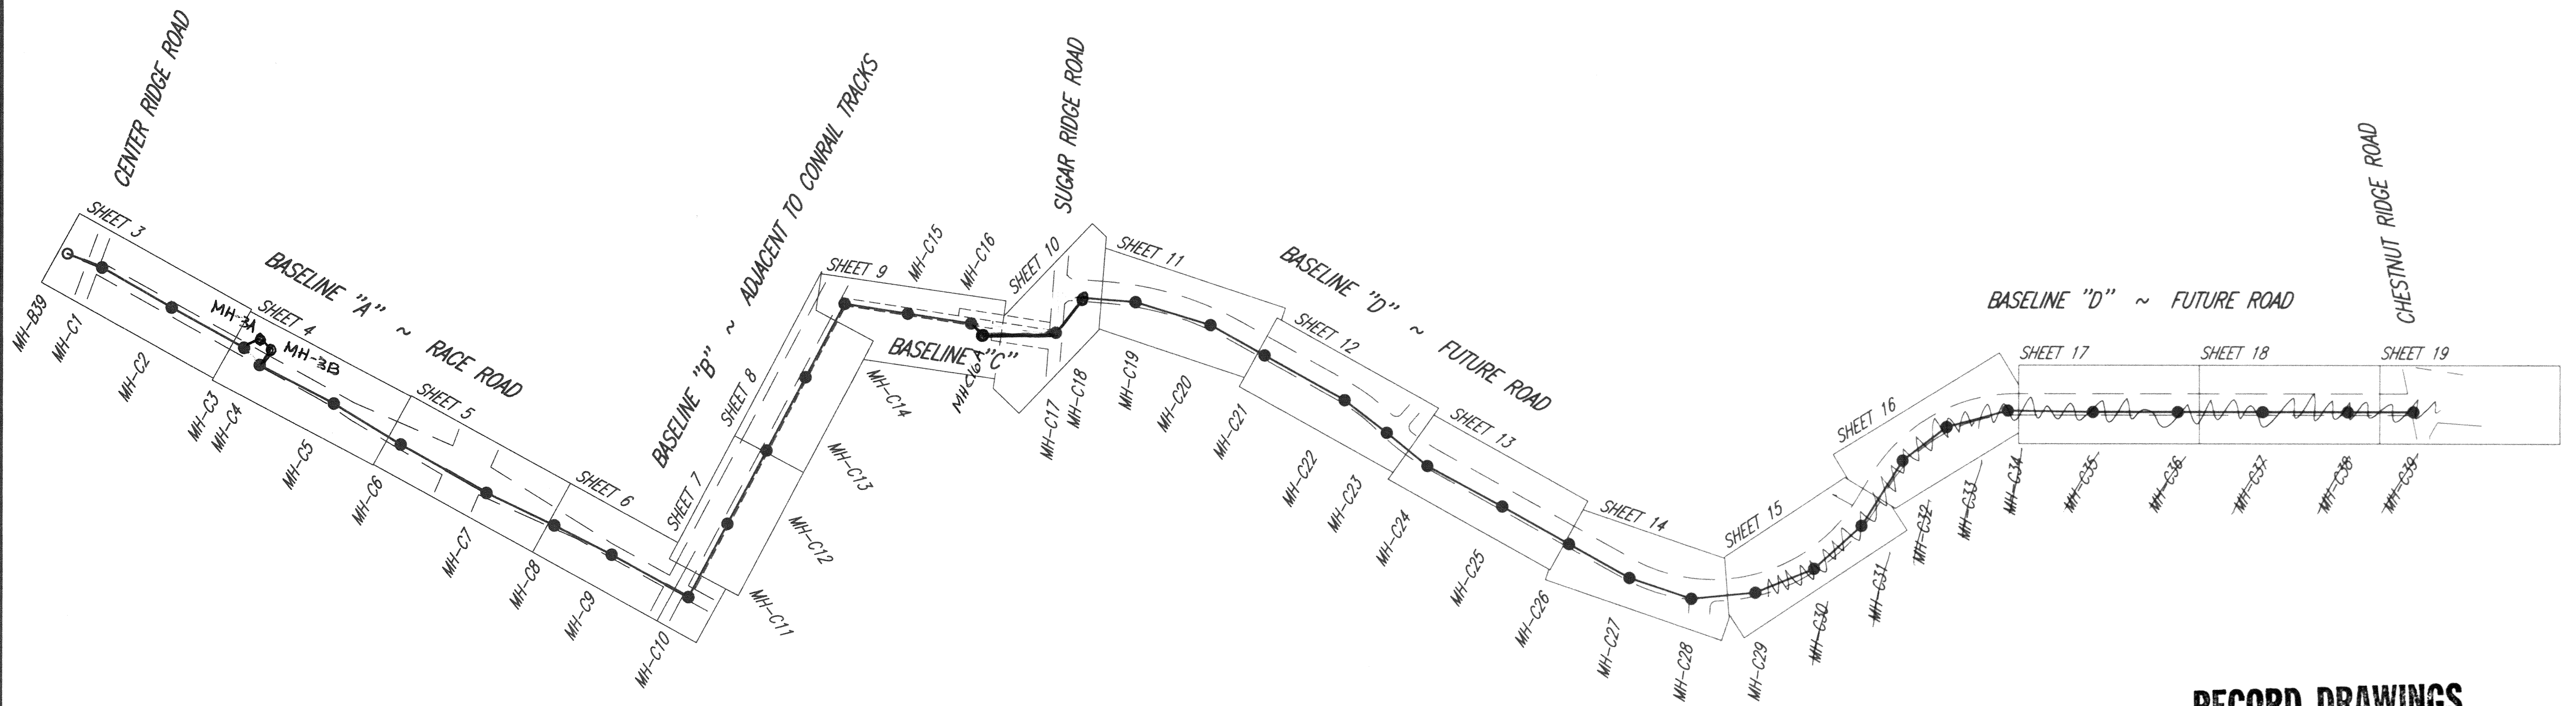 CENTER RIDGE ROAD
SHEET 3
MH-B39
MH-C1
MH-C2
MH-3A
SHEET 4
MH-3B
BASELINE "A" ~ RACE ROAD
MH-C3
MH-C4
MH-C5
SHEET 5
MH-C6
MH-C7
SHEET 6
MH-C8
MH-C9
MH-C10
BASELINE "B" ~ ADJACENT TO CONRAIL TRACKS
SHEET 7
SHEET 8
MH-C11
MH-C12
MH-C13
MH-C14
SHEET 9
MH-C15
MH-C16
BASELINE "C"
MHC16A
SHEET 10
SUGAR RIDGE ROAD
MH-C17
MH-C18
SHEET 11
MH-C19
MH-C20
MH-C21
BASELINE "D" ~ FUTURE ROAD
SHEET 12
MH-C22
MH-C23
MH-C24
SHEET 13
MH-C25
MH-C26
SHEET 14
MH-C27
MH-C28
SHEET 15
MH-C29
MH-C30
MH-C31
SHEET 16
MH-C32
MH-C33
MH-C34
BASELINE "D" ~ FUTURE ROAD
SHEET 17
MH-C35
MH-C36
SHEET 18
MH-C37
MH-C38
SHEET 19
MH-C39
CHESTNUT RIDGE ROAD
RECORD DRAWINGS